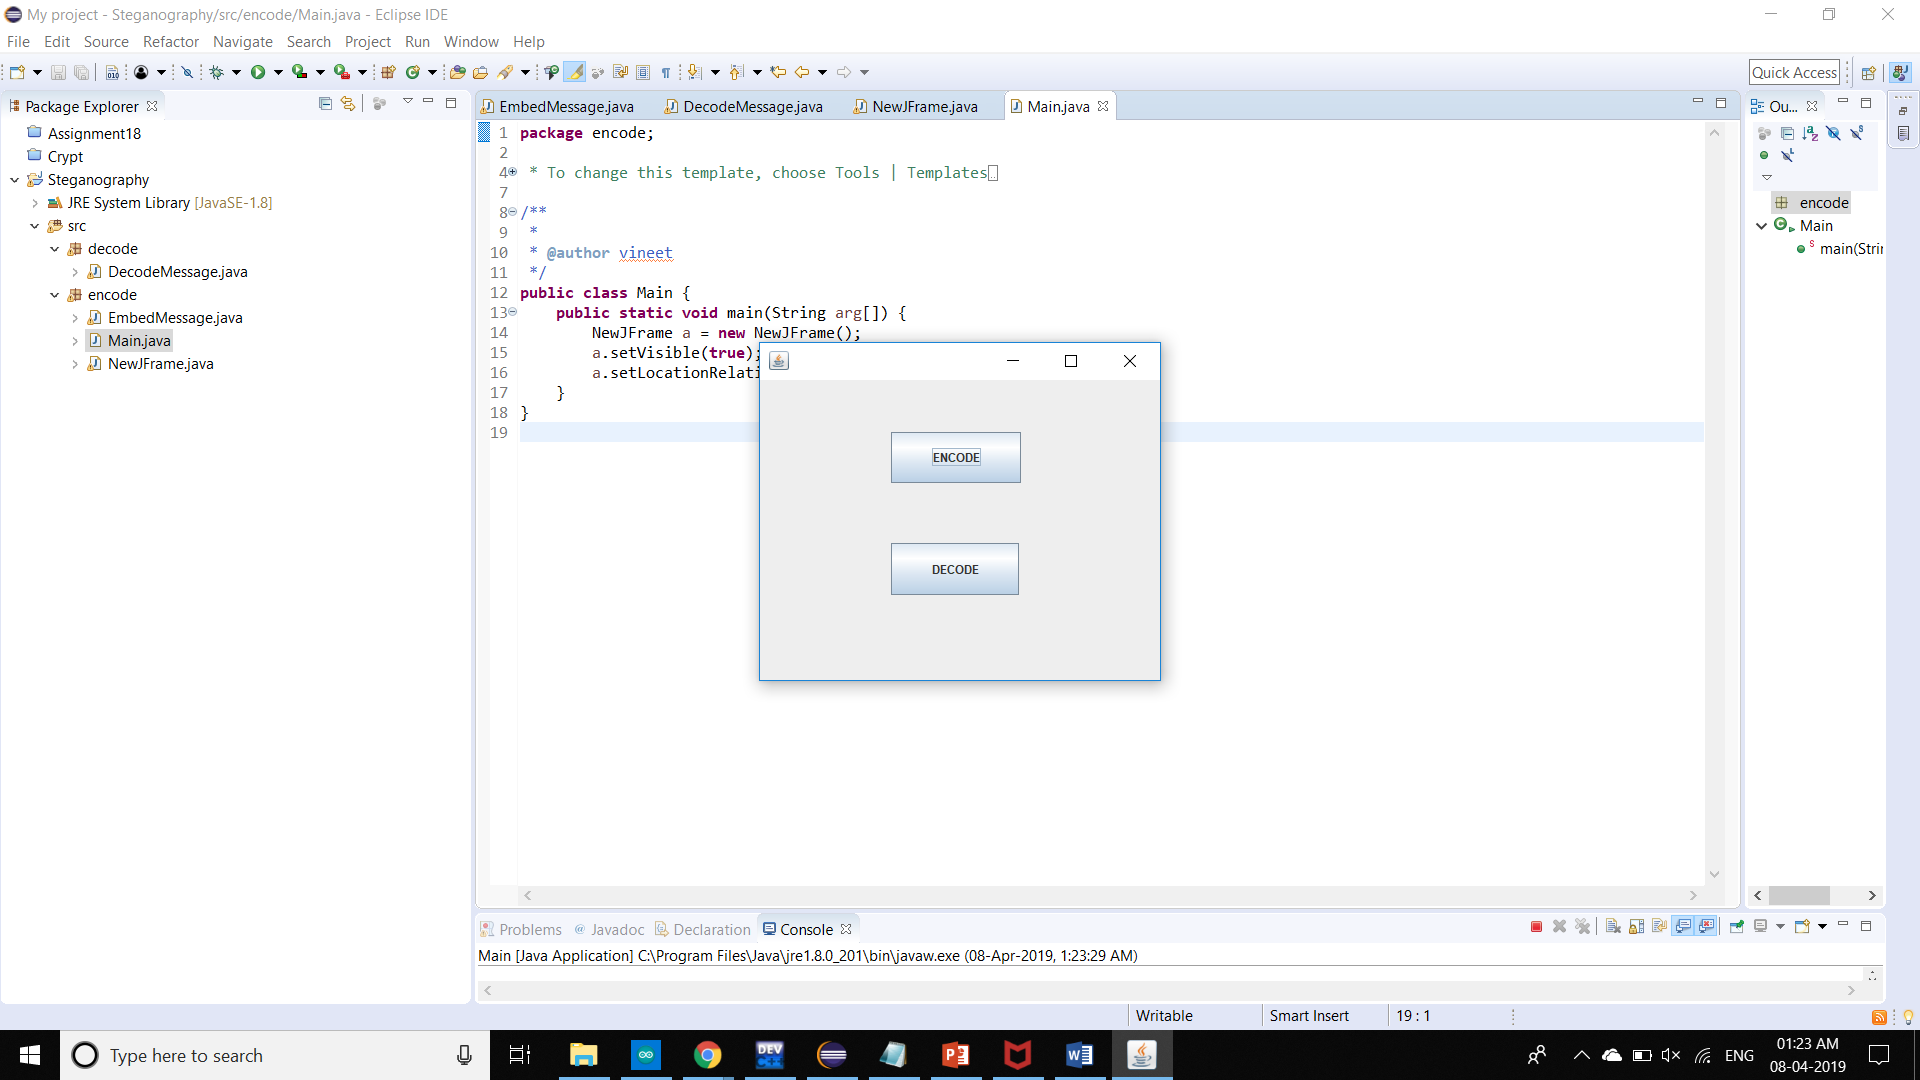 My project - Steganography/src/encode/Main.java - Eclipse IDE
File Edit Source Refactor Navigate Search Project Run Window Help
Quick Access
Package Explorer
Assignment18
Crypt
Steganography
JRE System Library [JavaSE-1.8]
src
decode
DecodeMessage.java
encode
EmbedMessage.java
Main.java
NewJFrame.java
EmbedMessage.java DecodeMessage.java NewJFrame.java Main.java
1 package encode;
2
4 * To change this template, choose Tools | Templates
7
8 /**
9 *
10 * @author vineet
11 */
12 public class Main {
13 public static void main(String arg[]) {
14 NewJFrame a = new NewJFrame();
15 a.setVisible(true);
16 a.setLocationRelati
17 }
18 }
19
ENCODE
DECODE
Ou...
encode
Main
main(Strin
Problems Javadoc Declaration Console
Main [Java Application] C:\Program Files\Java\jre1.8.0_201\bin\javaw.exe (08-Apr-2019, 1:23:29 AM)
Writable Smart Insert 19 : 1
Type here to search
DEV
ENG
01:23 AM
08-04-2019